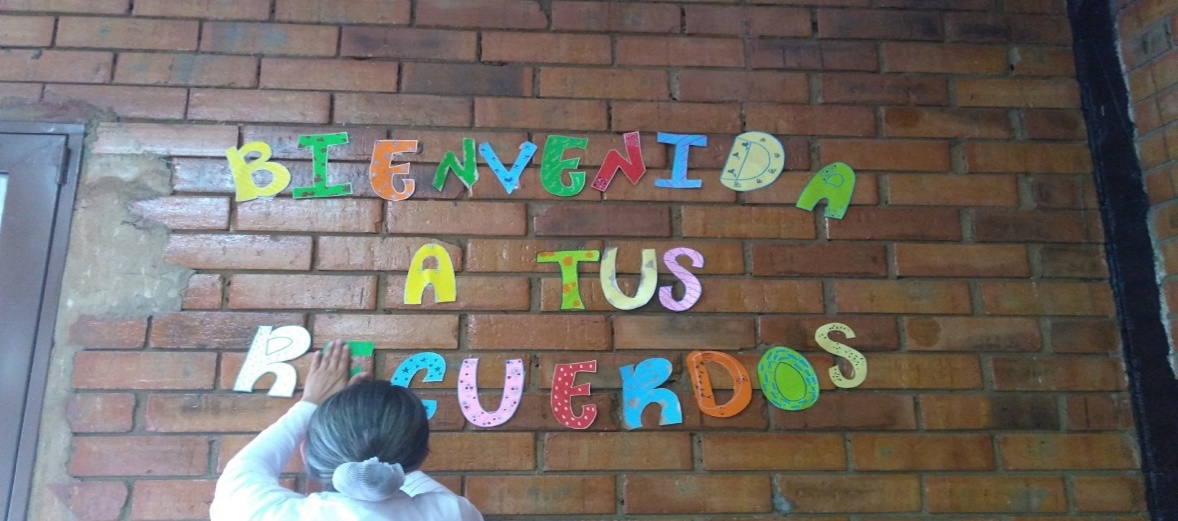 BIENVENIDA
A TUS
RECUERDOS